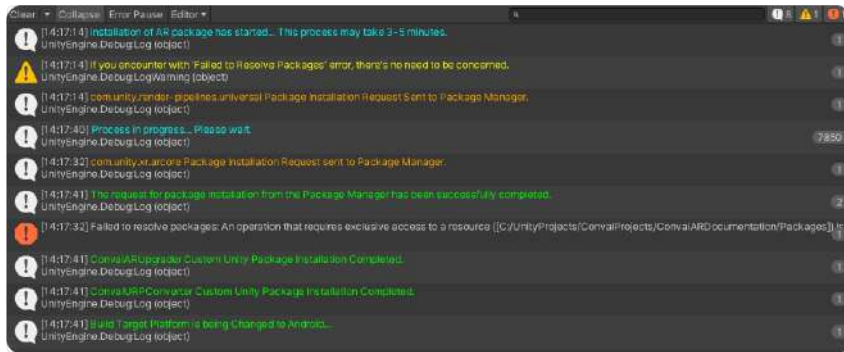 Clear Collapse Error Pause Editor
8 1 1
[14:17:14] Installation of AR package has started... This process may take 3-5 minutes.
UnityEngine.Debug:Log (object)
1
[14:17:14] If you encounter with 'Failed to Resolve Packages' error, there's no need to be concerned.
UnityEngine.Debug:LogWarning (object)
1
[14:17:14] com.unity.render-pipelines.universal Package Installation Request Sent to Package Manager.
UnityEngine.Debug:Log (object)
1
[14:17:40] Process in progress... Please wait.
UnityEngine.Debug:Log (object)
7850
[14:17:32] com.unity.xr.arcore Package Installation Request sent to Package Manager.
UnityEngine.Debug:Log (object)
1
[14:17:41] The request for package installation from the Package Manager has been successfully completed.
UnityEngine.Debug:Log (object)
2
[14:17:32] Failed to resolve packages: An operation that requires exclusive access to a resource ([C:/UnityProjects/ConvaiProjects/ConvaiARDocumentation/Packages])
1
[14:17:41] ConvaiARUpgrader Custom Unity Package Installation Completed.
UnityEngine.Debug:Log (object)
1
[14:17:41] ConvaiURPConverter Custom Unity Package Installation Completed.
UnityEngine.Debug:Log (object)
1
[14:17:41] Build Target Platform is being Changed to Android...
UnityEngine.Debug:Log (object)
1